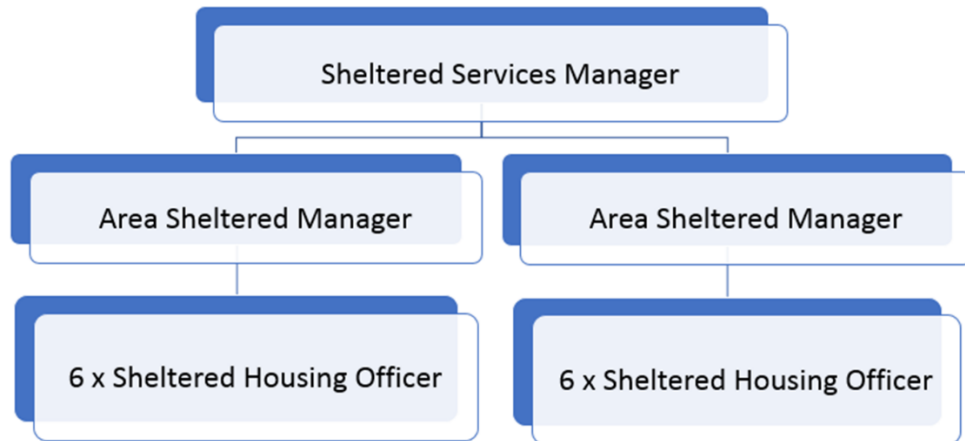 Sheltered Services Manager
Area Sheltered Manager
Area Sheltered Manager
6 x Sheltered Housing Officer
6 x Sheltered Housing Officer